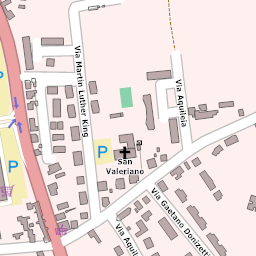 Via Martin Luther King
Via Aquileia
P
P
P
San
Valeriano
Via Gaetano Donizetti
Via Aquil